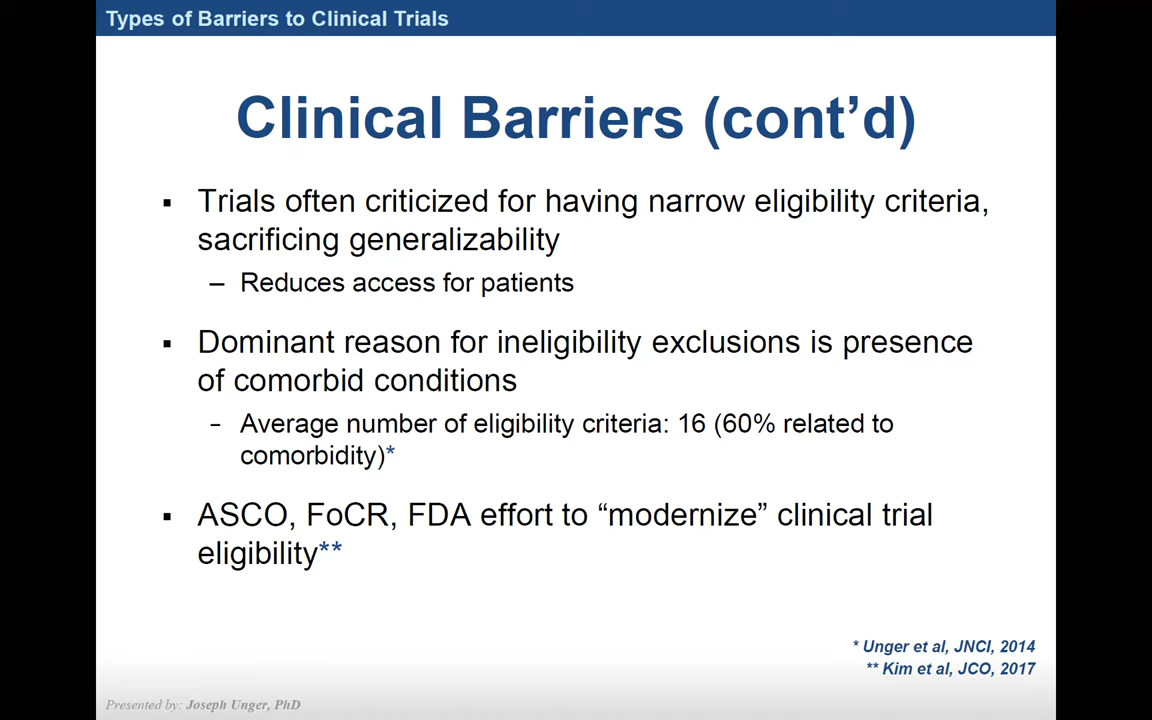 Types of Barriers to Clinical Trials
Clinical Barriers (cont’d)
▪ Trials often criticized for having narrow eligibility criteria,
sacrificing generalizability
– Reduces access for patients
▪ Dominant reason for ineligibility exclusions is presence
of comorbid conditions
- Average number of eligibility criteria: 16 (60% related to
comorbidity)*
▪ ASCO, FoCR, FDA effort to “modernize” clinical trial
eligibility**
* Unger et al, JNCI, 2014
** Kim et al, JCO, 2017
Presented by: Joseph Unger, PhD